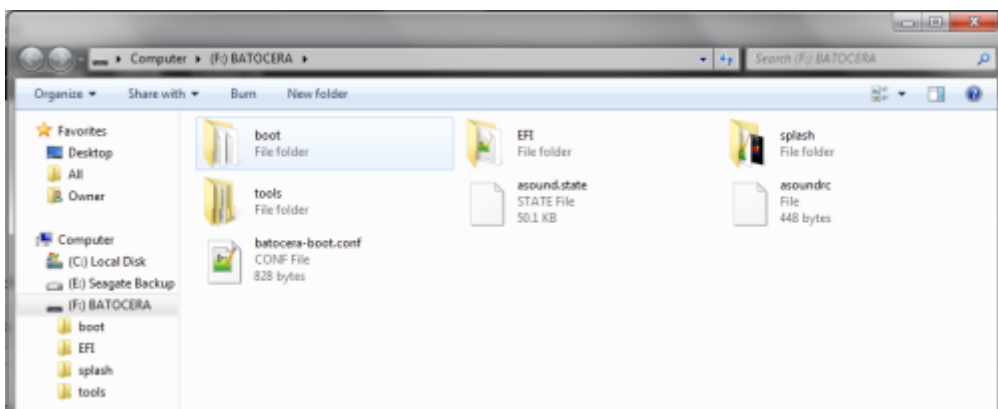 Computer ▸ (F:) BATOCERA ▸
Search (F:) BATOCERA
Organize ▾ Share with ▾ Burn New folder
Favorites
Desktop
All
Owner
Computer
(C:) Local Disk
(E:) Seagate Backup
(F:) BATOCERA
boot
EFI
splash
tools
boot
File folder
EFI
File folder
splash
File folder
tools
File folder
asound.state
STATE File
50.1 KB
asoundrc
File
448 bytes
batocera-boot.conf
CONF File
828 bytes